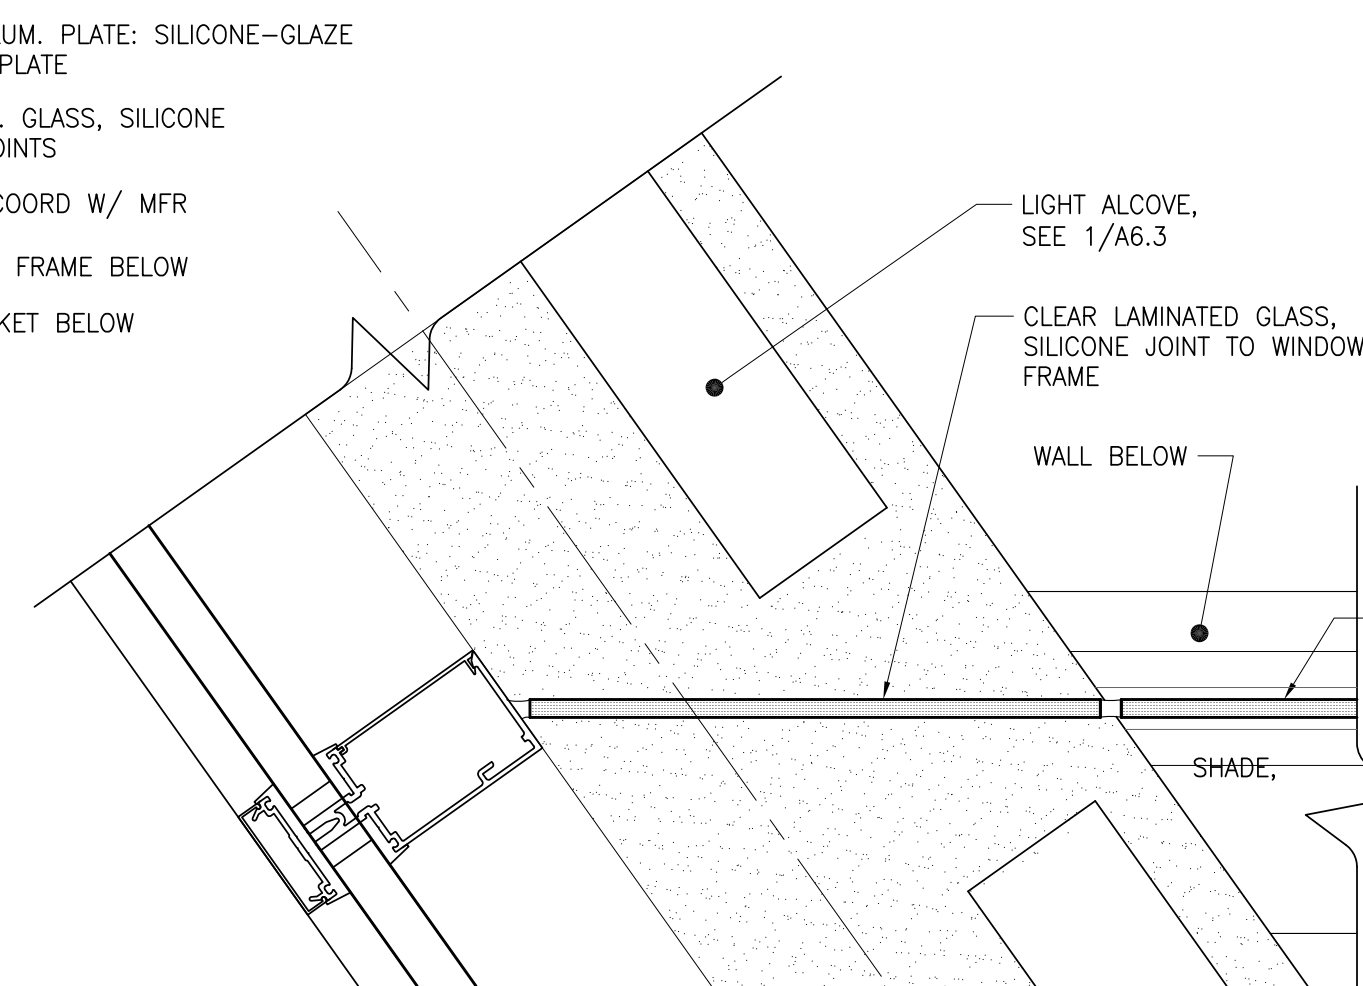 UM. PLATE: SILICONE-GLAZE
PLATE
. GLASS, SILICONE
OINTS
COORD W/ MFR
FRAME BELOW
KET BELOW
LIGHT ALCOVE,
SEE 1/A6.3
CLEAR LAMINATED GLASS,
SILICONE JOINT TO WINDOW
FRAME
WALL BELOW
SHADE,